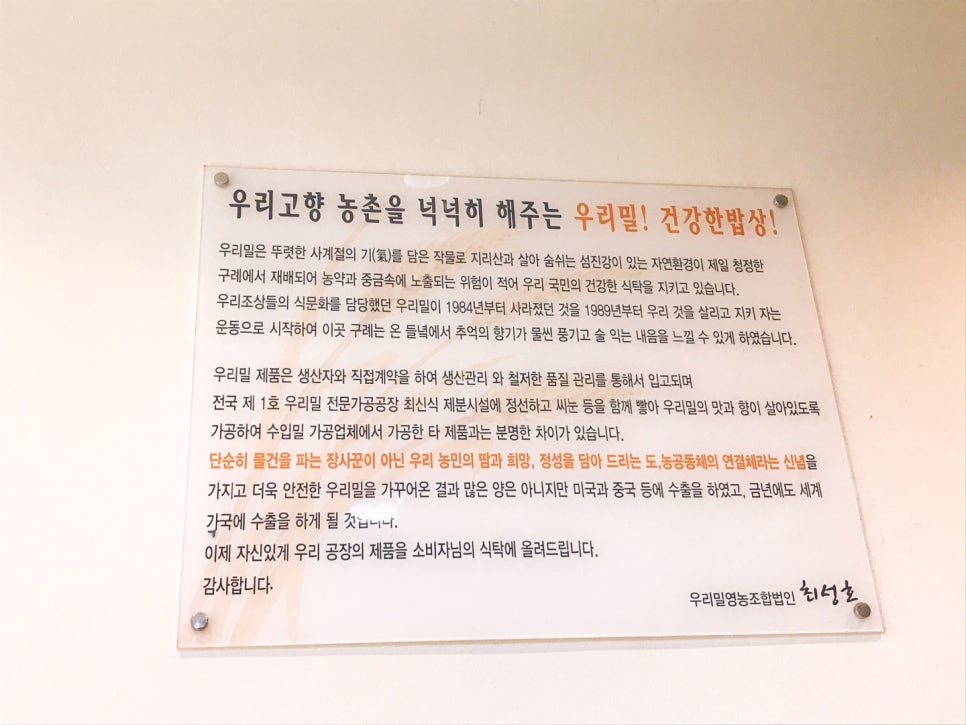 우리고향 농촌을 넉넉히 해주는 우리밀! 건강한밥상!
우리밀은 뚜렷한 사계절의 기(氣)를 담은 작물로 지리산과 살아 숨쉬는 섬진강이 있는 자연환경이 제일 청정한
구례에서 재배되어 농약과 중금속에 노출되는 위험이 적어 우리 국민의 건강한 식탁을 지키고 있습니다.
우리조상들의 식문화를 담당했던 우리밀이 1984년부터 사라졌던 것을 1989년부터 우리 것을 살리고 지키 자는
운동으로 시작하여 이곳 구례는 온 들녘에서 추억의 향기가 물씬 풍기고 술 익는 내음을 느낄 수 있게 하였습니다.
우리밀 제품은 생산자와 직접계약을 하여 생산관리 와 철저한 품질 관리를 통해서 입고되며
전국 제 1호 우리밀 전문가공공장 최신식 제분시설에 정선하고 씨눈 등을 함께 빻아 우리밀의 맛과 향이 살아있도록
가공하여 수입밀 가공업체에서 가공한 타 제품과는 분명한 차이가 있습니다.
단순히 물건을 파는 장사꾼이 아닌 우리 농민의 땀과 희망, 정성을 담아 드리는 도,농공동체의 연결체라는 신념을
가지고 더욱 안전한 우리밀을 가꾸어온 결과 많은 양은 아니지만 미국과 중국 등에 수출을 하였고, 금년에도 세계
각국에 수출을 하게 될 것입니다.
이제 자신있게 우리 공장의 제품을 소비자님의 식탁에 올려드립니다.
감사합니다.
우리밀영농조합법인 최성호